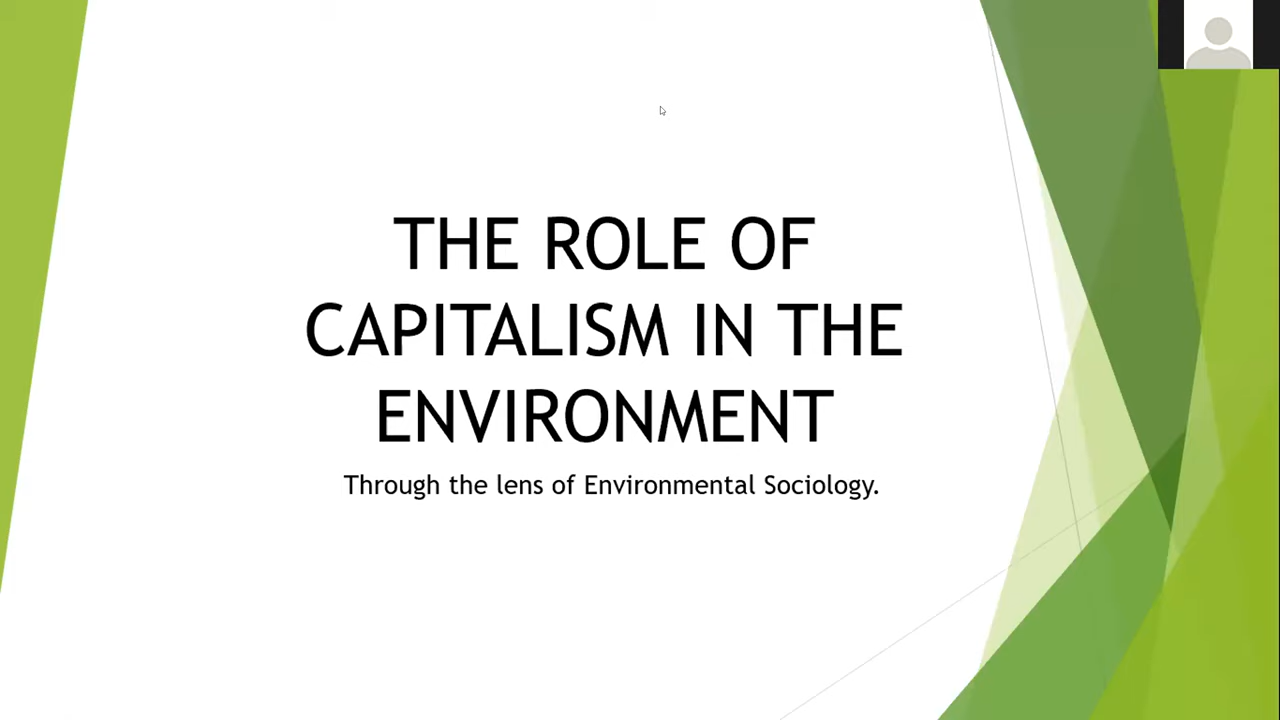 THE ROLE OF
CAPITALISM IN THE
ENVIRONMENT
Through the lens of Environmental Sociology.